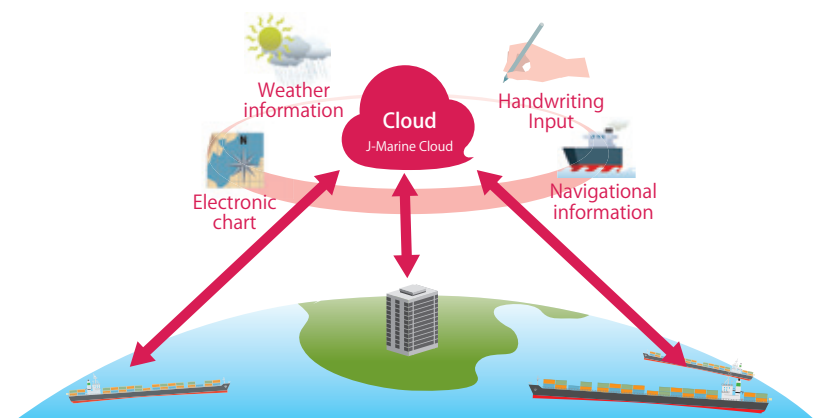 Weather
information
Handwriting
Input
Cloud
J-Marine Cloud
N
Electronic
chart
Navigational
information